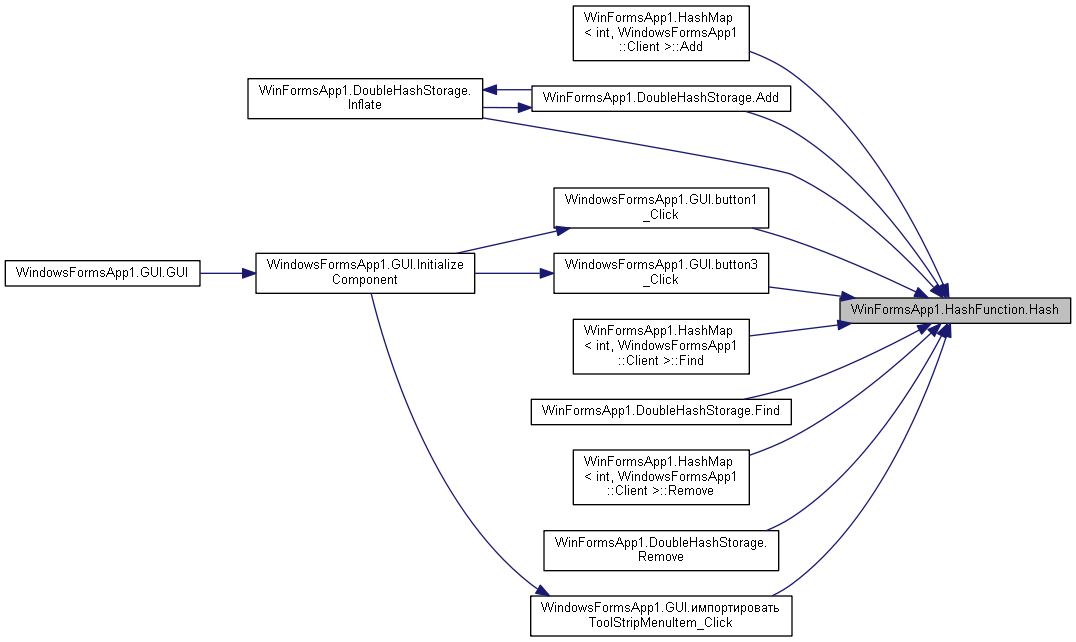 WinFormsApp1.HashMap
< int, WindowsFormsApp1
::Client >::Add
WinFormsApp1.DoubleHashStorage.
Inflate
WinFormsApp1.DoubleHashStorage.Add
WindowsFormsApp1.GUI.button1
_Click
WindowsFormsApp1.GUI.GUI
WindowsFormsApp1.GUI.Initialize
Component
WindowsFormsApp1.GUI.button3
_Click
WinFormsApp1.HashFunction.Hash
WinFormsApp1.HashMap
< int, WindowsFormsApp1
::Client >::Find
WinFormsApp1.DoubleHashStorage.Find
WinFormsApp1.HashMap
< int, WindowsFormsApp1
::Client >::Remove
WinFormsApp1.DoubleHashStorage.
Remove
WindowsFormsApp1.GUI.импортировать
ToolStripMenuItem_Click